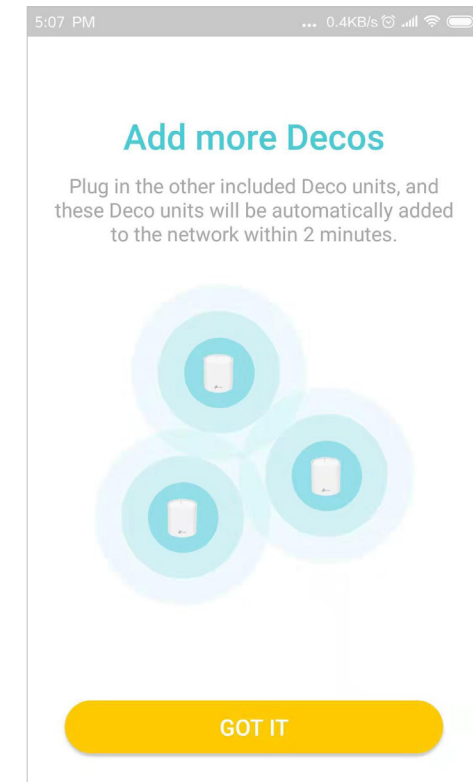 5:07 PM ... 0.4KB/s
Add more Decos
Plug in the other included Deco units, and
these Deco units will be automatically added
to the network within 2 minutes.
GOT IT